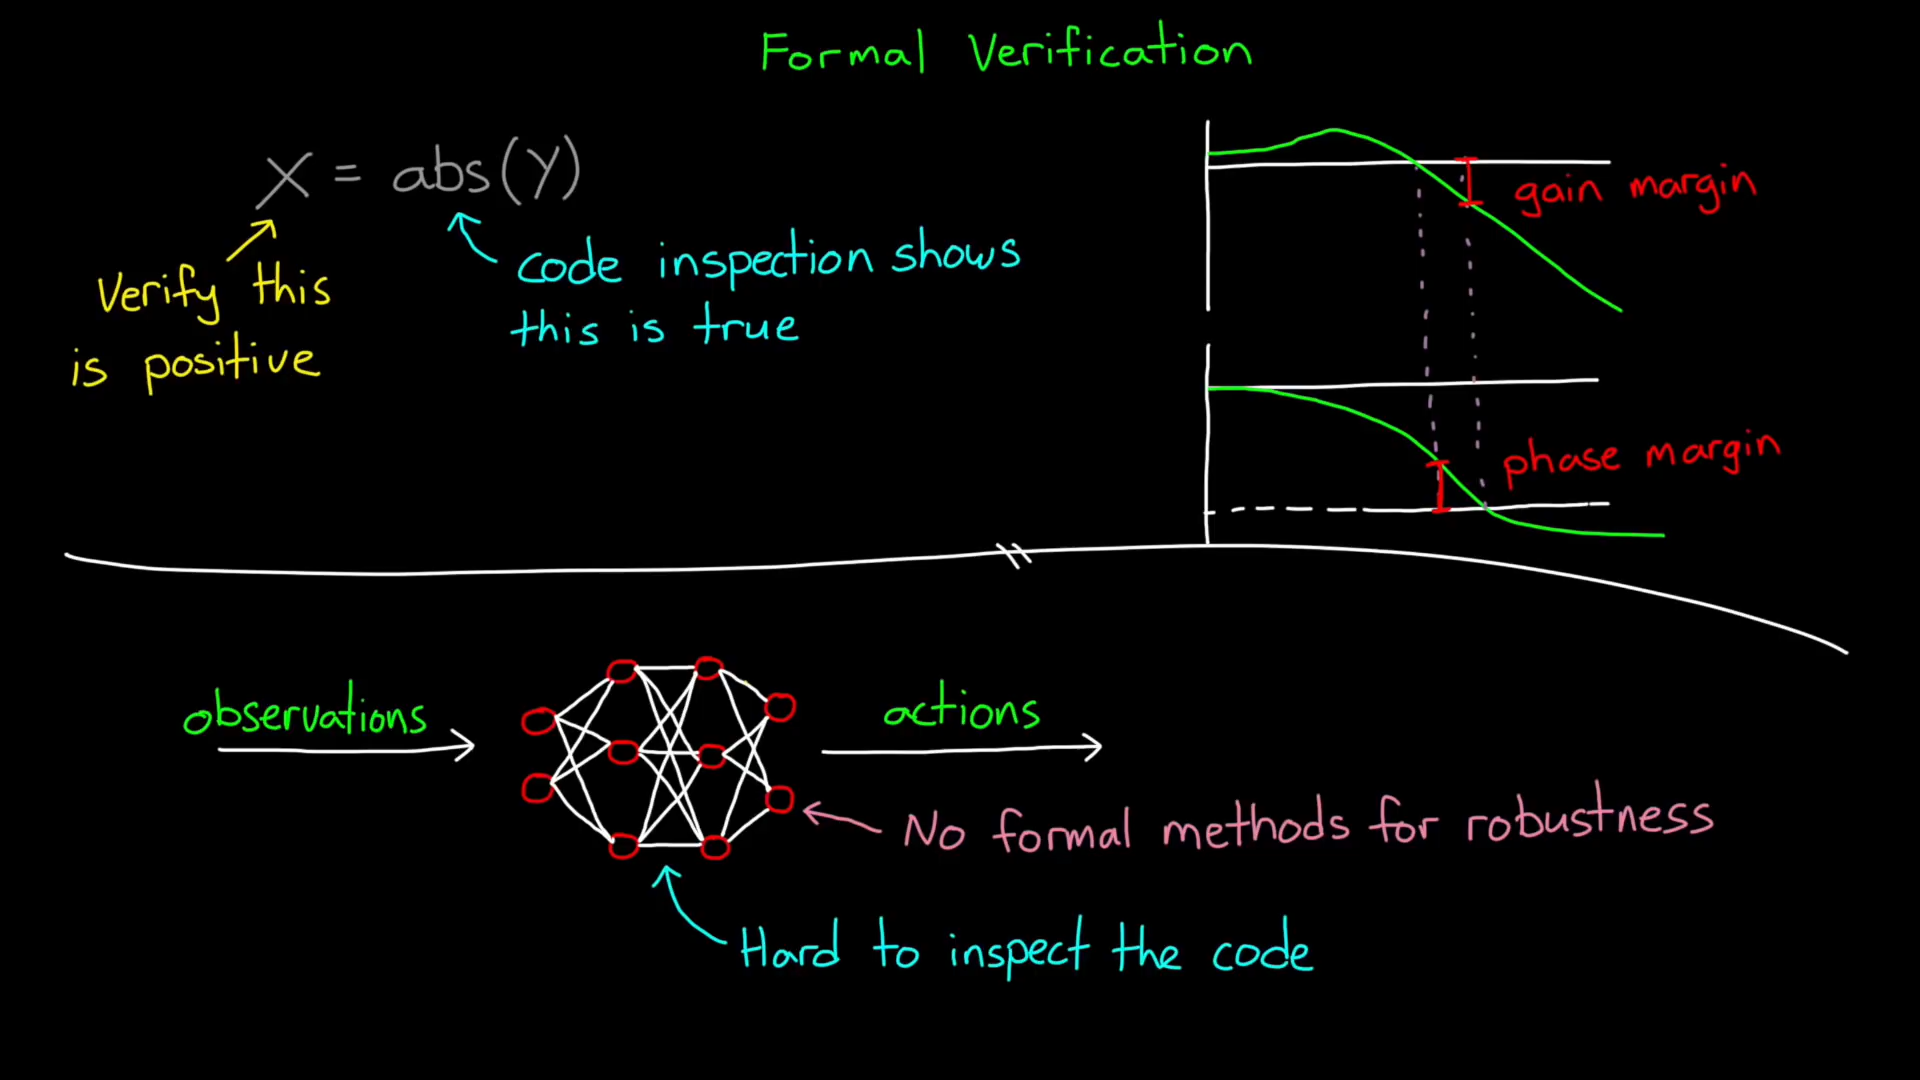 Formal Verification
X = abs(Y)
Verify this
is positive
code inspection shows
this is true
gain margin
phase margin
observations
actions
No formal methods for robustness
Hard to inspect the code